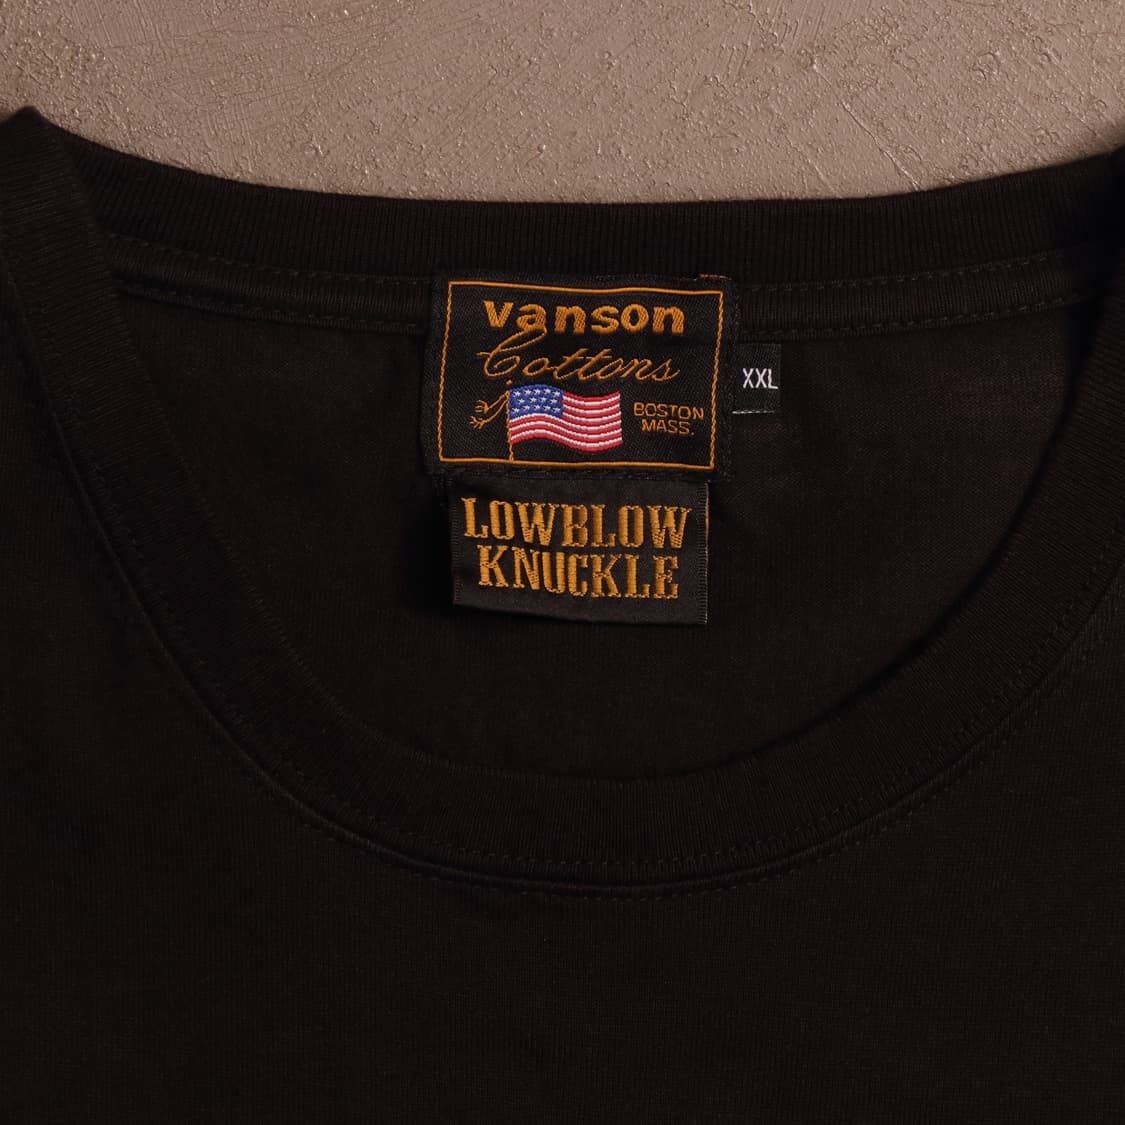 vanson
Cottons
BOSTON
MASS.
XXL
LOWBLOW
KNUCKLE